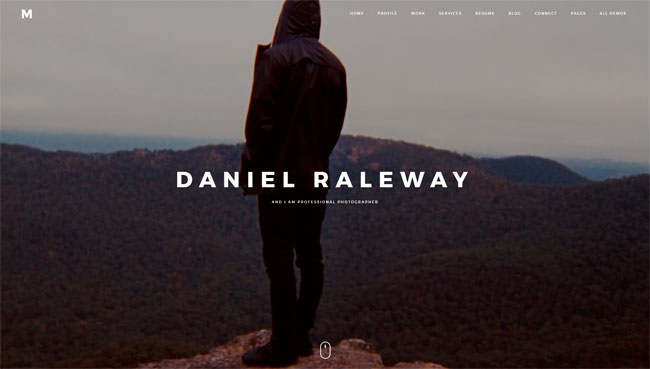 M
HOME PROFILE WORK SERVICES RESUME BLOG CONNECT PAGES ALL DEMOS
DANIEL RALEWAY
AND I AM PROFESSIONAL PHOTOGRAPHER